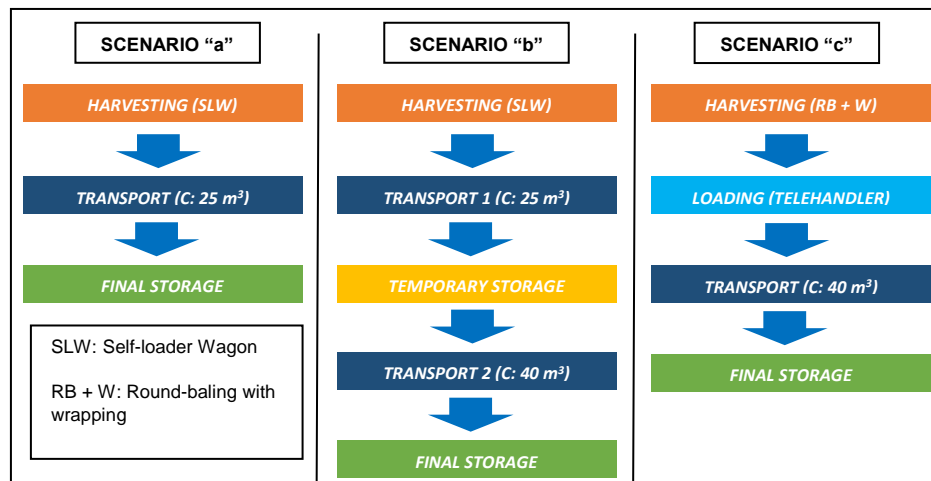 SCENARIO “a”
HARVESTING (SLW)
TRANSPORT (C: 25 m³)
FINAL STORAGE
SLW: Self-loader Wagon
RB + W: Round-baling with
wrapping
SCENARIO “b”
HARVESTING (SLW)
TRANSPORT 1 (C: 25 m³)
TEMPORARY STORAGE
TRANSPORT 2 (C: 40 m³)
FINAL STORAGE
SCENARIO “c”
HARVESTING (RB + W)
LOADING (TELEHANDLER)
TRANSPORT (C: 40 m³)
FINAL STORAGE